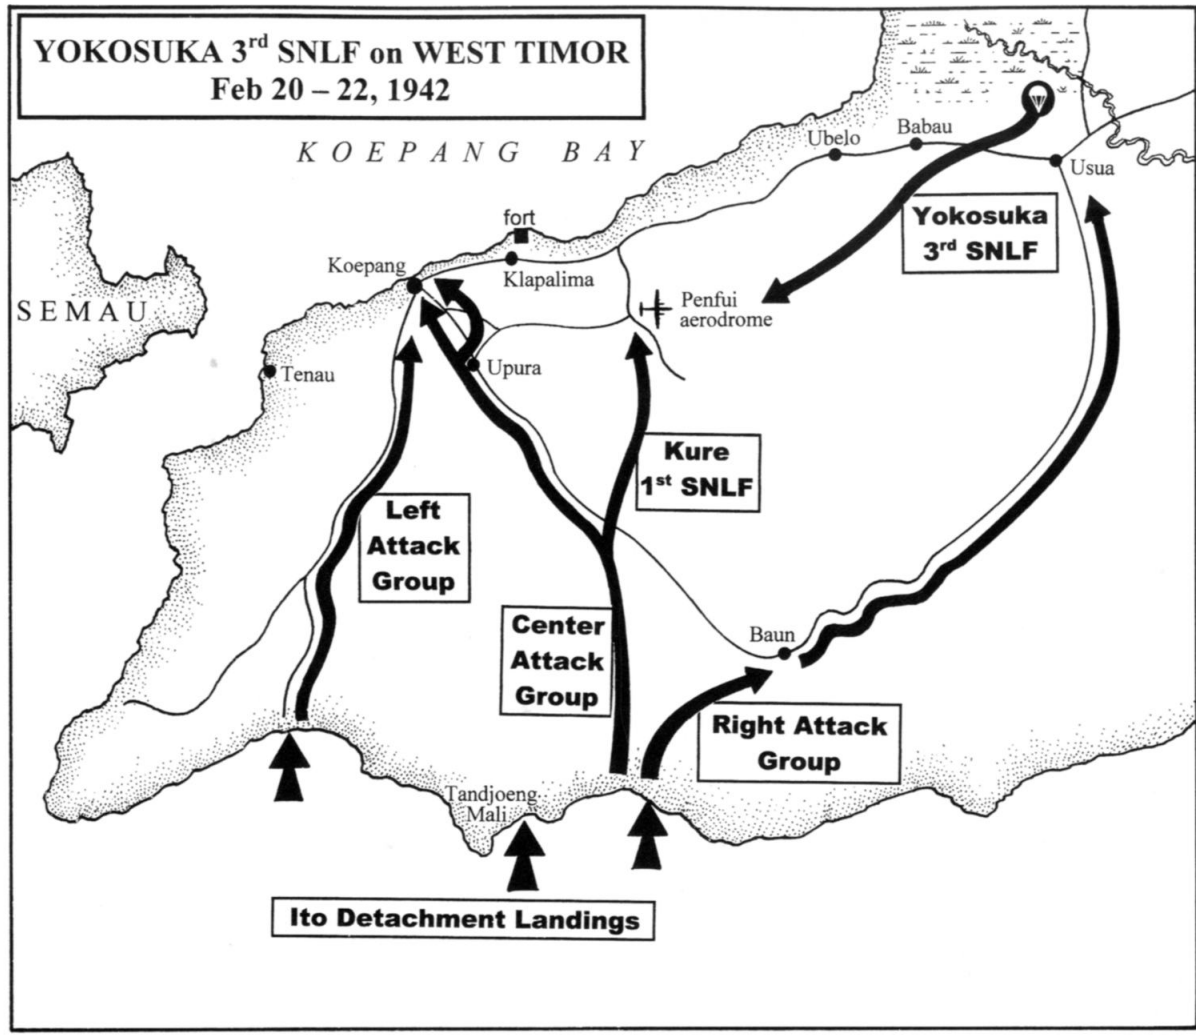 YOKOSUKA 3rd SNLF on WEST TIMOR
Feb 20 – 22, 1942
KOEPANG BAY
Ubelo
Babau
Usua
Yokosuka
3rd SNLF
fort
Koepang
Klapalima
SEMAU
Penfui
aerodrome
Tenau
Upura
Kure
1st SNLF
Left
Attack
Group
Center
Attack
Group
Baun
Right Attack
Group
Tandjoeng
Mali
Ito Detachment Landings